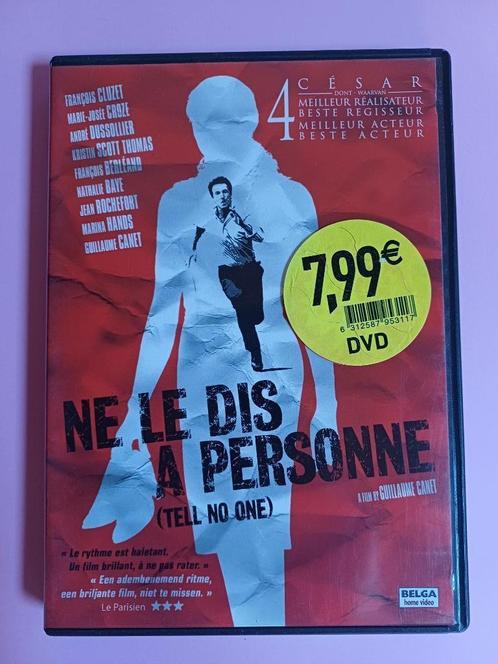 FRANÇOIS CLUZET
MARIE-JOSÉE CROZE
ANDRÉ DUSSOLLIER
KRISTIN SCOTT THOMAS
FRANÇOIS BERLÉAND
NATHALIE BAYE
JEAN ROCHEFORT
MARINA HANDS
GUILLAUME CANET
4 CÉSAR
DONT - WAARVAN
MEILLEUR RÉALISATEUR
BESTE REGISSEUR
MEILLEUR ACTEUR
BESTE ACTEUR
7,99€
6 312587 953117
DVD
NE LE DIS
A PERSONNE
(TELL NO ONE)
A FILM BY GUILLAUME CANET
« Le rythme est haletant.
Un film brillant, à ne pas rater. »
« Een adembenemend ritme,
een briljante film, niet te missen. »
Le Parisien ★★★
BELGA
home video